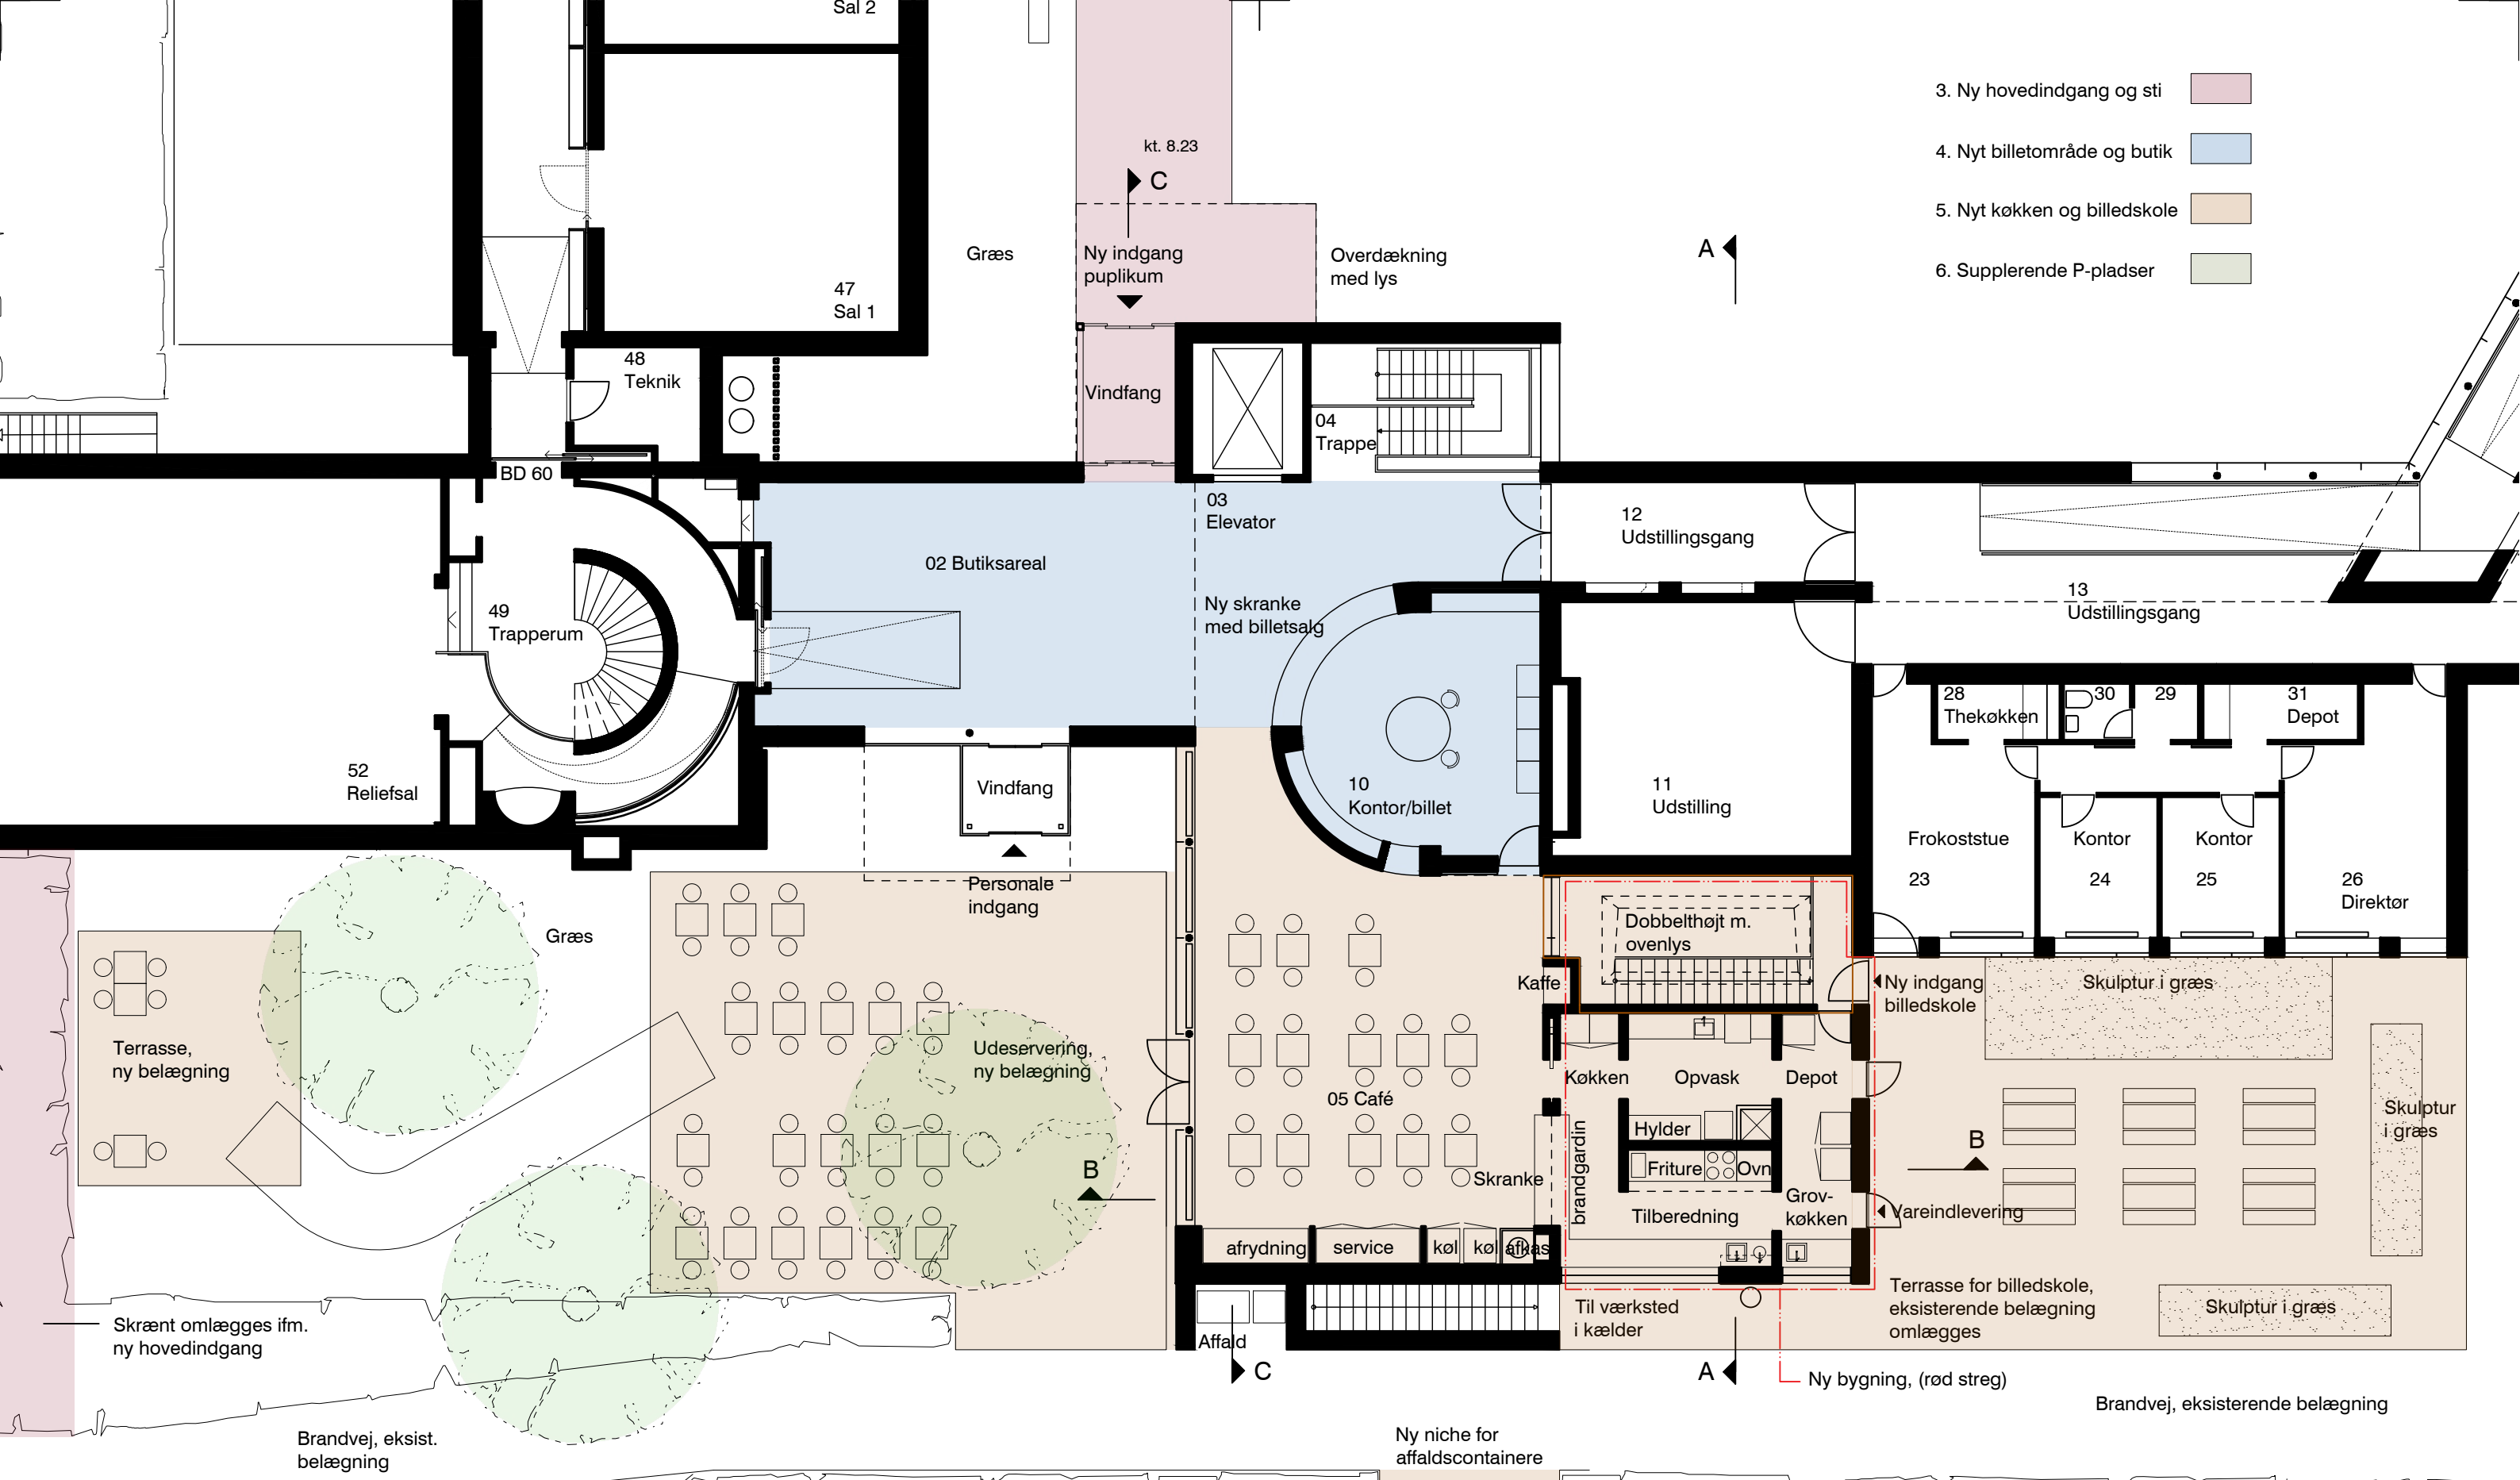 Sal 2
3. Ny hovedindgang og sti
4. Nyt billetområde og butik
5. Nyt køkken og billedskole
6. Supplerende P-pladser
kt. 8.23
C
Græs
Ny indgang
puplikum
Overdækning
med lys
A
47
Sal 1
48
Teknik
Vindfang
04
Trappe
BD 60
03
Elevator
02 Butiksareal
12
Udstillingsgang
13
Udstillingsgang
49
Trapperum
Ny skranke
med billetsalg
52
Reliefsal
Vindfang
10
Kontor/billet
11
Udstilling
28
Thekøkken
30
29
31
Depot
Frokoststue
23
Kontor
24
Kontor
25
26
Direktør
Personale
indgang
Græs
Dobbelthøjt m.
ovenlys
Kaffe
Ny indgang
billedskole
Skulptur i græs
Terrasse,
ny belægning
Udeservering,
ny belægning
05 Café
Køkken
Opvask
Depot
Hylder
Friture
Ovn
brandgardin
Skranke
Tilberedning
Grov-
køkken
Vareindlevering
B
B
Skulptur
i græs
afrydning
service
køl
køl
afkast
Terrasse for billedskole,
eksisterende belægning
omlægges
Skulptur i græs
Til værksted
i kælder
Affald
C
A
Ny bygning, (rød streg)
Skrænt omlægges ifm.
ny hovedindgang
Brandvej, eksisterende belægning
Brandvej, eksist.
belægning
Ny niche for
affaldscontainere